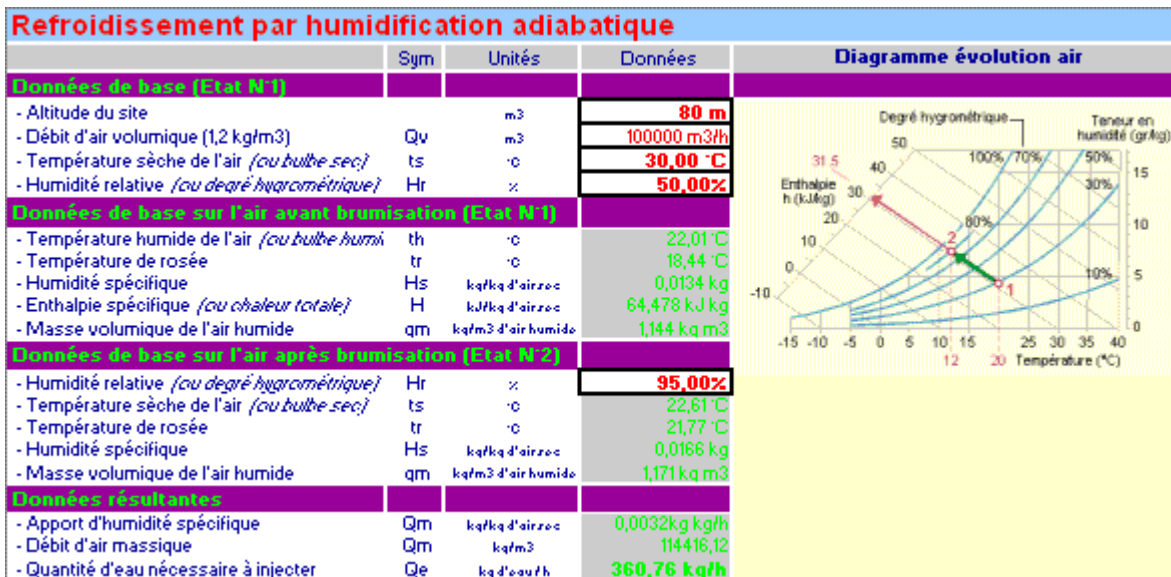 Refroidissement par humidification adiabatique
Sym Unités Données Diagramme évolution air
Données de base (Etat N°1)
- Altitude du site m3 80 m
- Débit d'air volumique (1,2 kg/m3) Qv m3 100000 m3/h
- Température sèche de l'air (ou bulbe sec) ts °C 30,00 °C
- Humidité relative (ou degré hygrométrique) Hr % 50,00%
Données de base sur l'air avant brumisation (Etat N°1)
- Température humide de l'air (ou bulbe humi th °C 22,01 °C
- Température de rosée tr °C 18,44 °C
- Humidité spécifique Hs kg/kg d'air sec 0,0134 kg
- Enthalpie spécifique (ou chaleur totale) H kJ/kg d'air sec 64,478 kJ kg
- Masse volumique de l'air humide qm kg/m3 d'air humide 1,144 kg m3
Données de base sur l'air après brumisation (Etat N°2)
- Humidité relative (ou degré hygrométrique) Hr % 95,00%
- Température sèche de l'air (ou bulbe sec) ts °C 22,61 °C
- Température de rosée tr °C 21,77 °C
- Humidité spécifique Hs kg/kg d'air sec 0,0166 kg
- Masse volumique de l'air humide qm kg/m3 d'air humide 1,171 kg m3
Données résultantes
- Apport d'humidité spécifique Qm kg/kg d'air sec 0,0032kg kg/h
- Débit d'air massique Qm kg/m3 114416,12
- Quantité d'eau nécessaire à injecter Qe kg d'eau/h 360,76 kg/h
Degré hygrométrique
Teneur en
humidité (gr/kg)
50 100% 70% 50%
31.5 40 30% 15
Enthalpie
h (kJ/kg)
30
20 80% 10
10 2
0 10% 5
-10 1
0
-15 -10 -5 0 5 10 15 20 25 30 35 40
12 20 Température (°C)